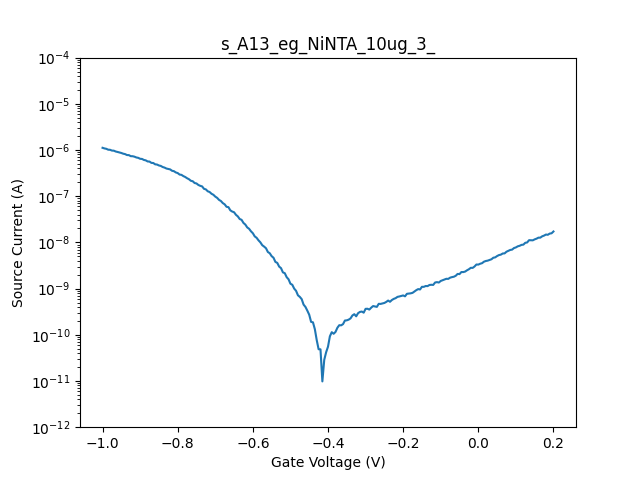 s_A13_eg_NiNTA_10ug_3_
10⁻⁴
10⁻⁵
10⁻⁶
10⁻⁷
10⁻⁸
10⁻⁹
10⁻¹⁰
10⁻¹¹
10⁻¹²
Source Current (A)
−1.0 −0.8 −0.6 −0.4 −0.2 0.0 0.2
Gate Voltage (V)